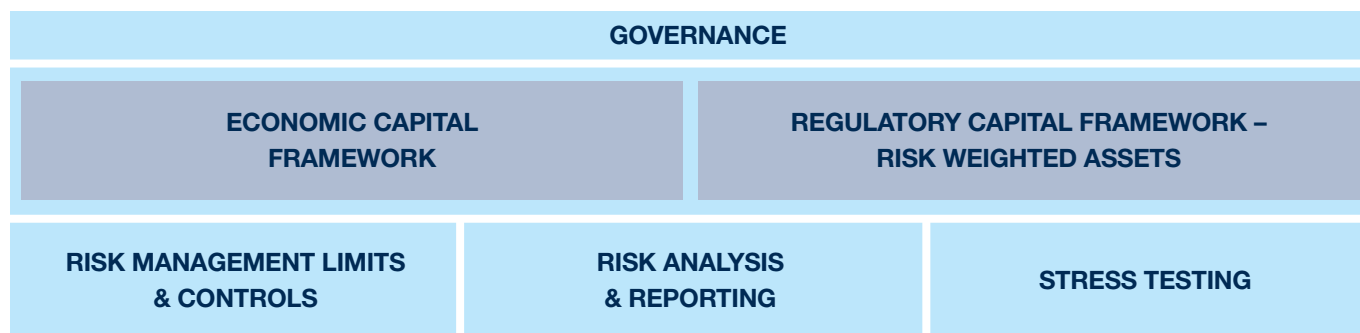 GOVERNANCE
ECONOMIC CAPITAL
FRAMEWORK
REGULATORY CAPITAL FRAMEWORK –
RISK WEIGHTED ASSETS
RISK MANAGEMENT LIMITS
& CONTROLS
RISK ANALYSIS
& REPORTING
STRESS TESTING